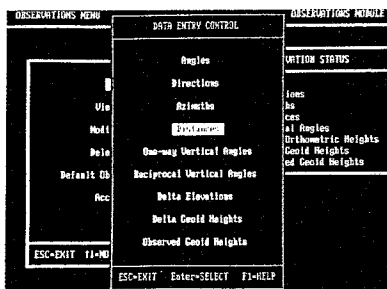 OBSERVATIONS MENU
OBSERVATIONS MODULE
DATA ENTRY CONTROL
Angles
Directions
Azimuths
Distances
One-way Vertical Angles
Reciprocal Vertical Angles
Delta Elevations
Delta Geoid Heights
Observed Geoid Heights
ESC=EXIT Enter=SELECT F1=HELP
VATION STATUS
ions
hs
ces
al Angles
Orthometric Heights
Geoid Heights
ed Geoid Heights
Vie
Modi
Dele
Default Ob
Acc
ESC=EXIT ↑↓=MO